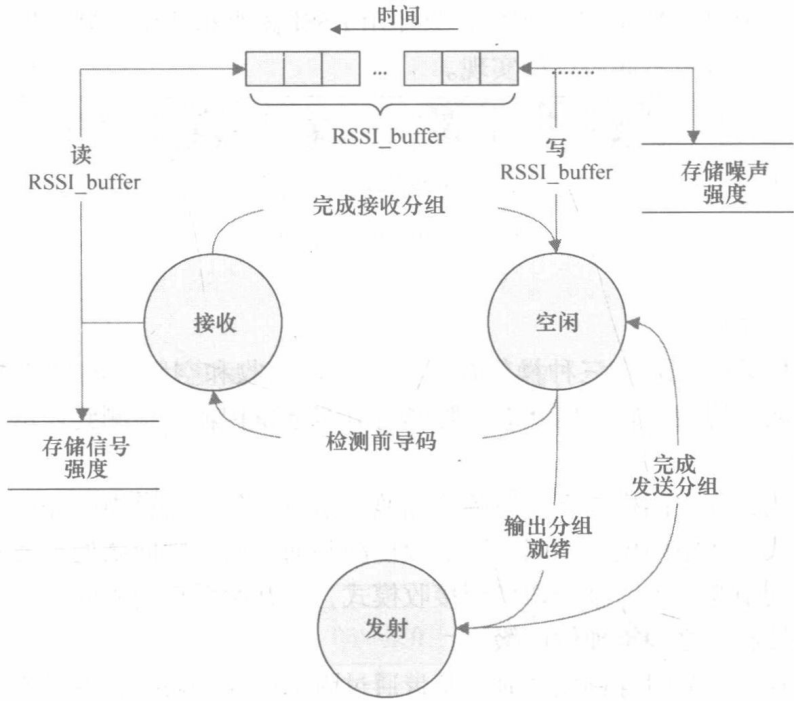 时间
...
.......
RSSI_buffer
读
RSSI_buffer
写
RSSI_buffer
存储噪声
强度
完成接收分组
接收
空闲
存储信号
强度
检测前导码
完成
发送分组
输出分组
就绪
发射